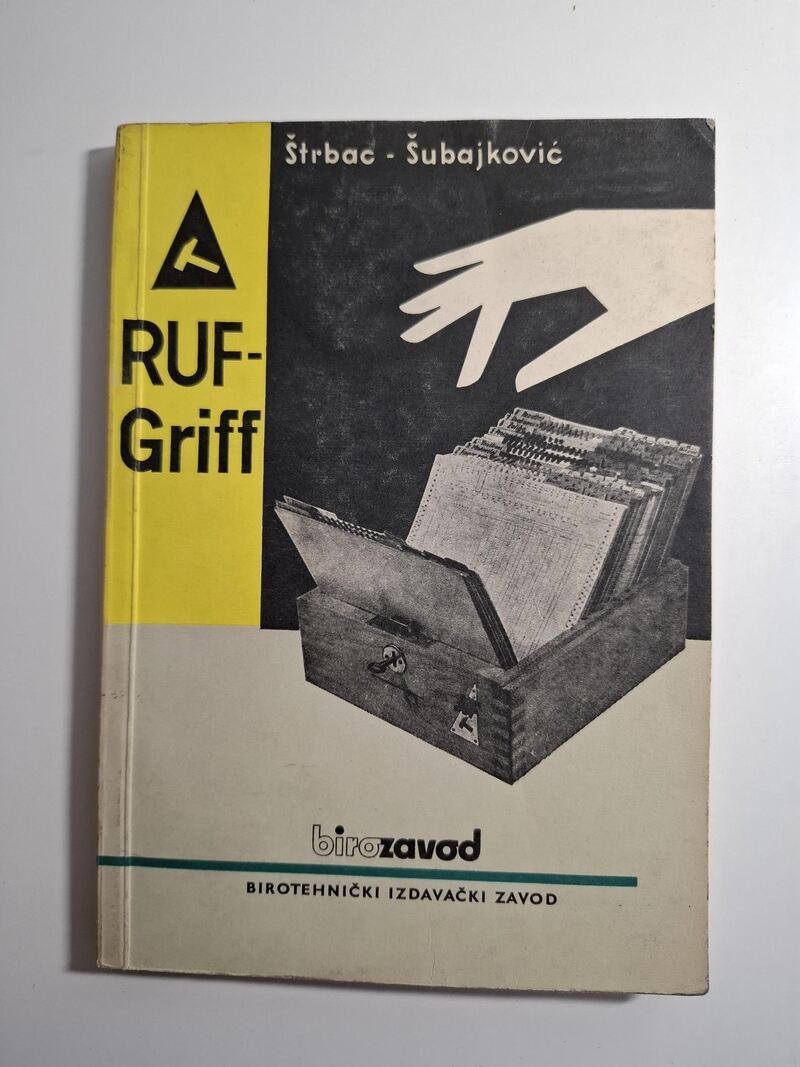 Štrbac - Šubajković
RUF-
Griff
birozavod
BIROTEHNIČKI IZDAVAČKI ZAVOD